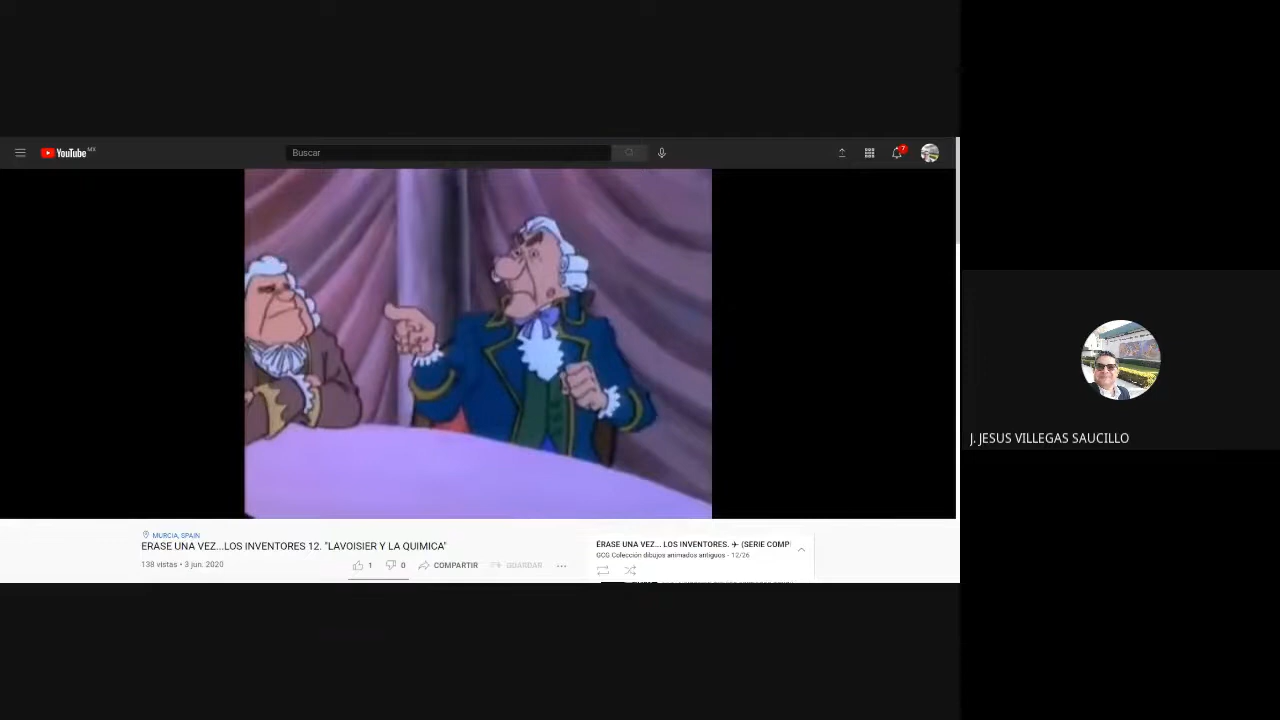 YouTube MX
Buscar
7
MURCIA, SPAIN
ERASE UNA VEZ...LOS INVENTORES 12. "LAVOISIER Y LA QUIMICA"
138 vistas • 3 jun. 2020
1
0
COMPARTIR
GUARDAR
ÉRASE UNA VEZ... LOS INVENTORES. ✈ (SERIE COMP
GCG Colección dibujos animados antiguos - 12/26
J. JESUS VILLEGAS SAUCILLO